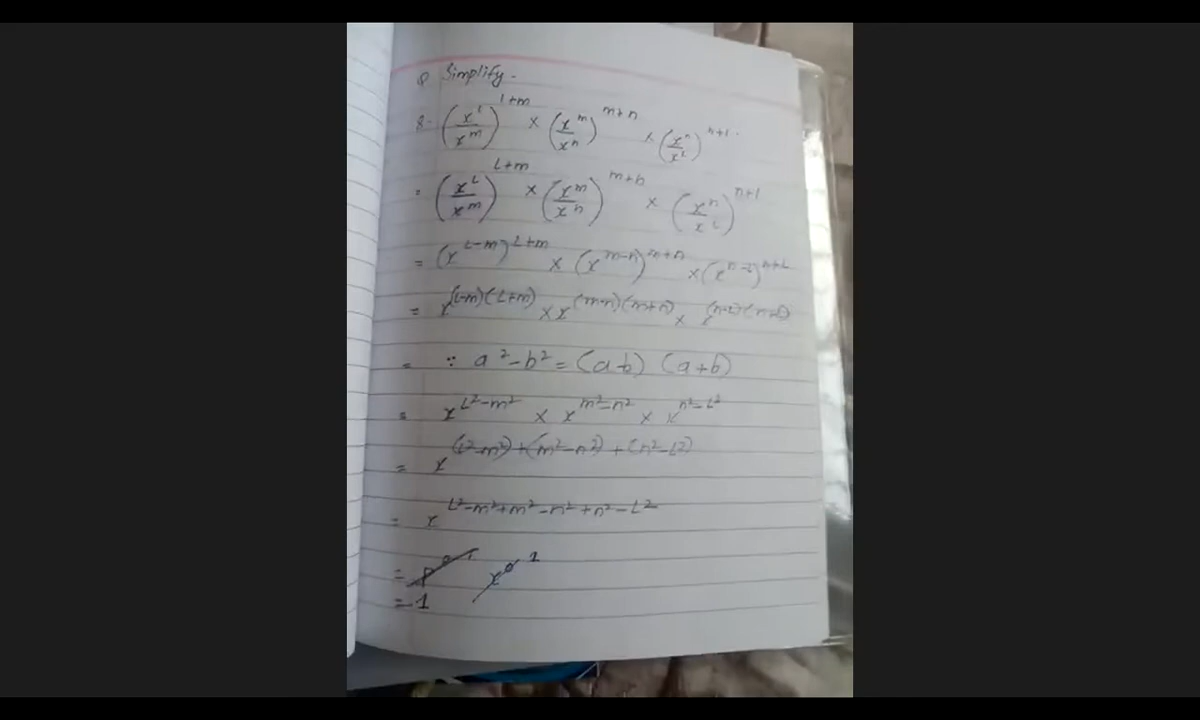 Q Simplify.
8. (x^L/x^m)^L+m × (x^m/x^n)^m+n × (x^n/x^L)^n+L.
= (x^L/x^m)^L+m × (x^m/x^n)^m+n × (x^n/x^L)^n+L
= (x^L-m)^L+m × (x^m-n)^m+n × (x^n-L)^n+L
= x^(L-m)(L+m) × x^(m-n)(m+n) × x^(n-L)(n+L)
= ∵ a²-b² = (a-b) (a+b)
= x^L²-m² × x^m²-n² × x^n²-L²
= x^(L²-m²)+(m²-n²)+(n²-L²)
= x^L²-m²+m²-n²+n²-L²
= x^0 1
= 1